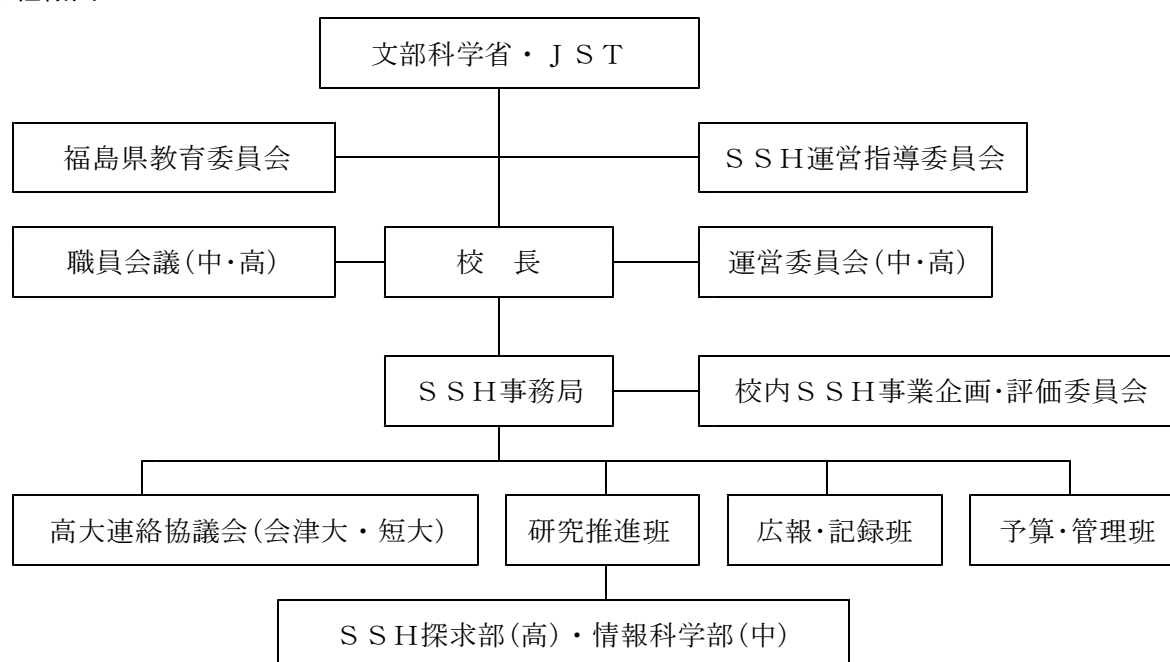 文部科学省・ＪＳＴ
福島県教育委員会
ＳＳＨ運営指導委員会
職員会議(中・高)
校　長
運営委員会(中・高)
ＳＳＨ事務局
校内ＳＳＨ事業企画・評価委員会
高大連絡協議会(会津大・短大)
研究推進班
広報・記録班
予算・管理班
ＳＳＨ探求部(高)・情報科学部(中)